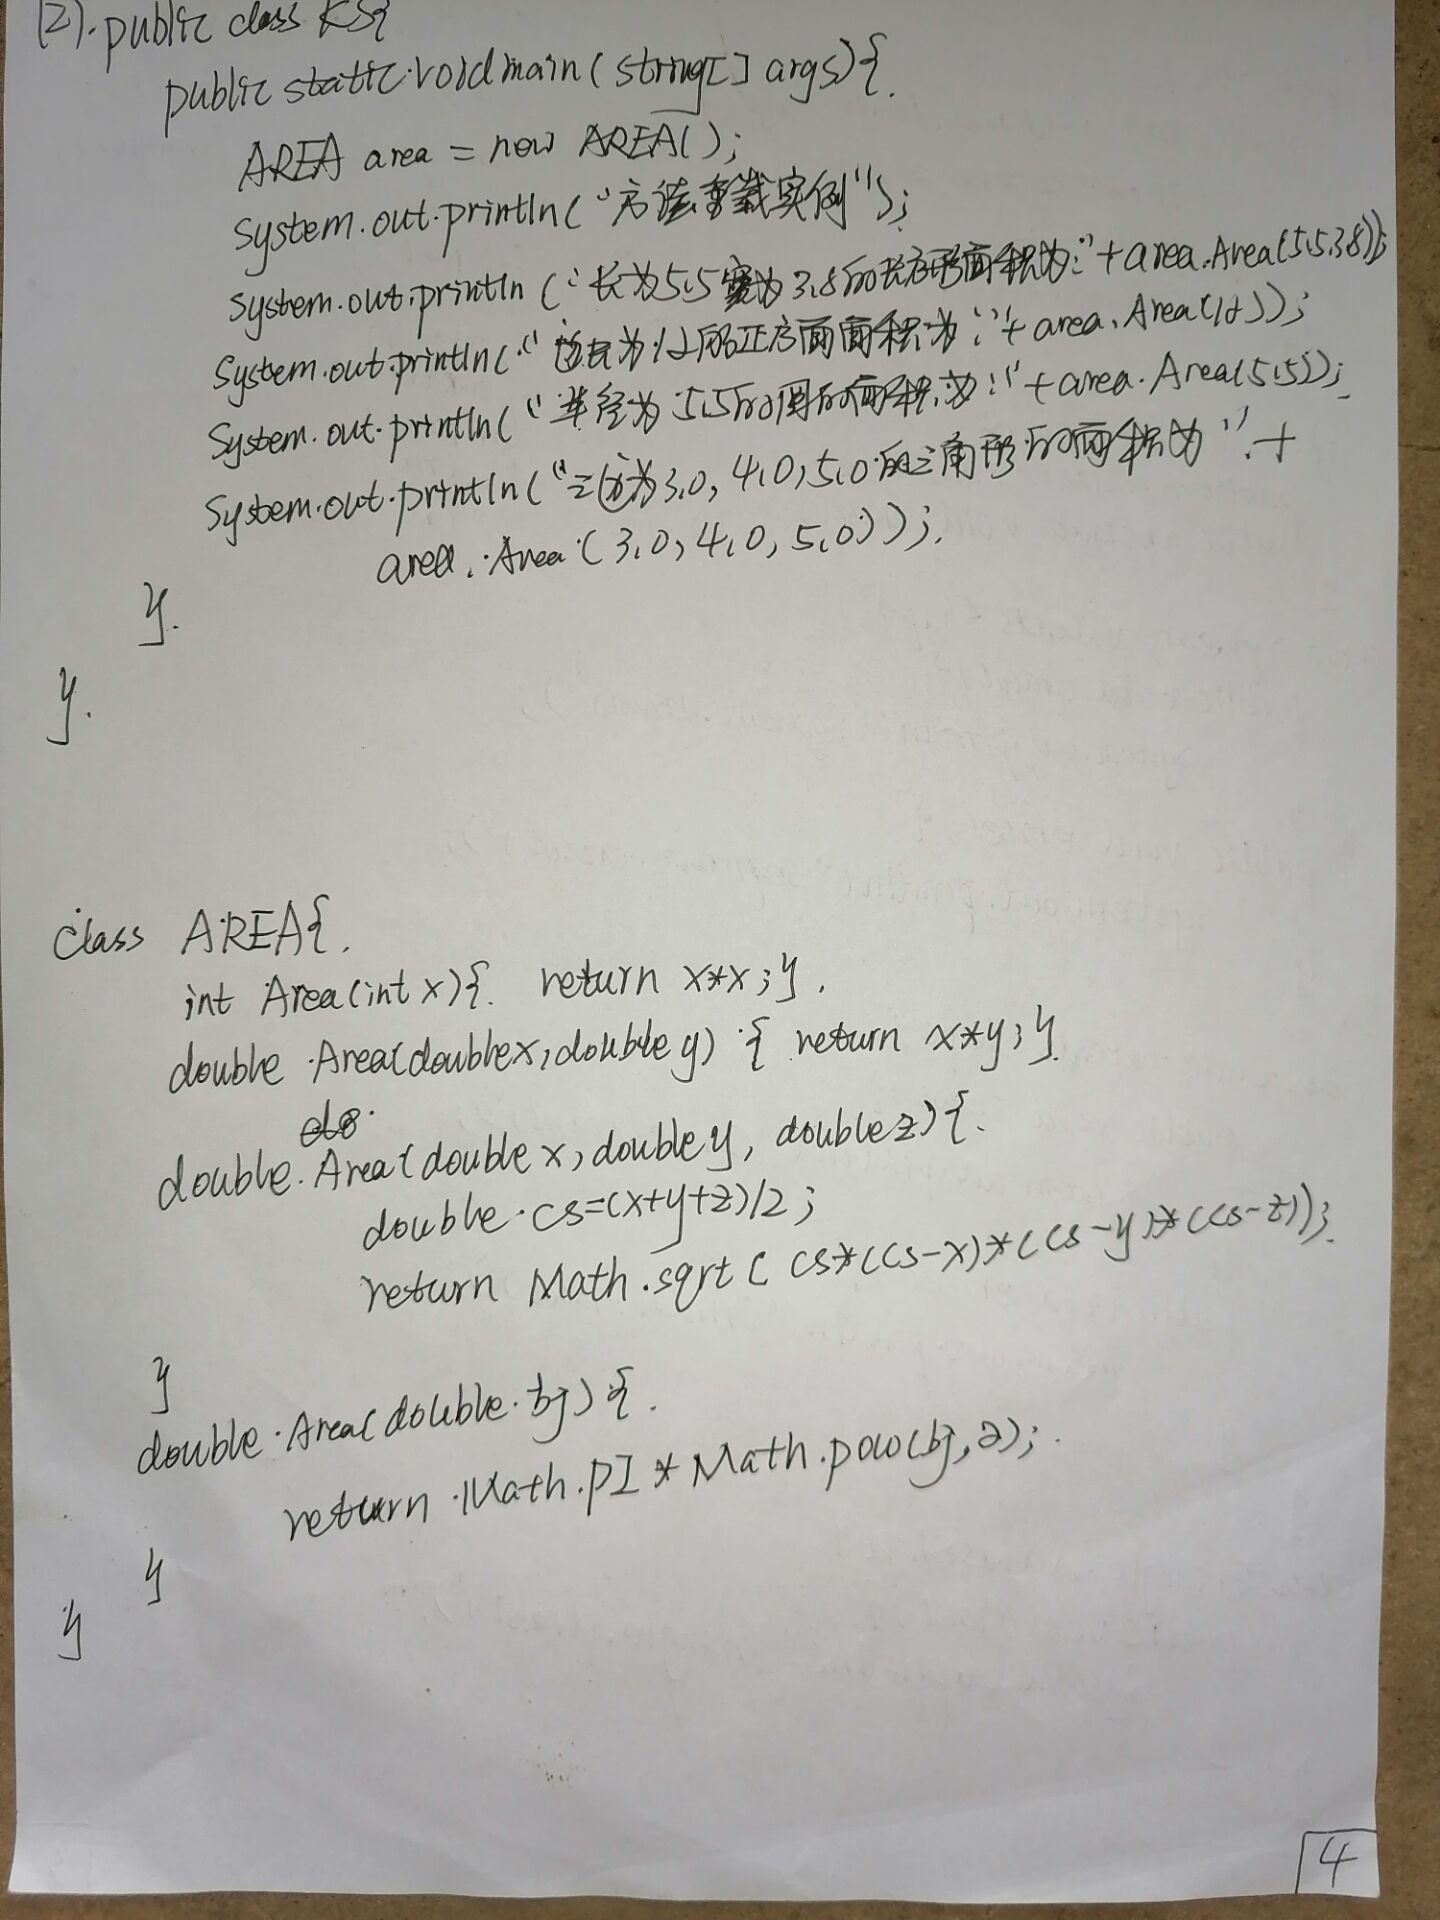 (2). public class KS{
public static void main(string[] args){
AREA area = new AREA();
System.out.println("方法重载实例");
System.out.println("长为5.5宽为3.8的长方形面积为:"+area.Area(5.5,3.8));
System.out.println("边长为12的正方面面积为:"+area.Area(12));
System.out.println("半径为5.5的圆的面积为:"+area.Area(5.5));
System.out.println("三边为3.0,4.0,5.0的三角形的面积为"+
area.Area(3.0,4.0,5.0));
}
}
class AREA{
int Area(int x){ return x*x;}
double Area(double x,double y){ return x*y;}
double Area(double x,double y, double z){
double cs=(x+y+z)/2;
return Math.sqrt(cs*(cs-x)*(cs-y)*(cs-z));
}
double Area(double bj){
return Math.PI*Math.pow(bj,2);
}
}
4